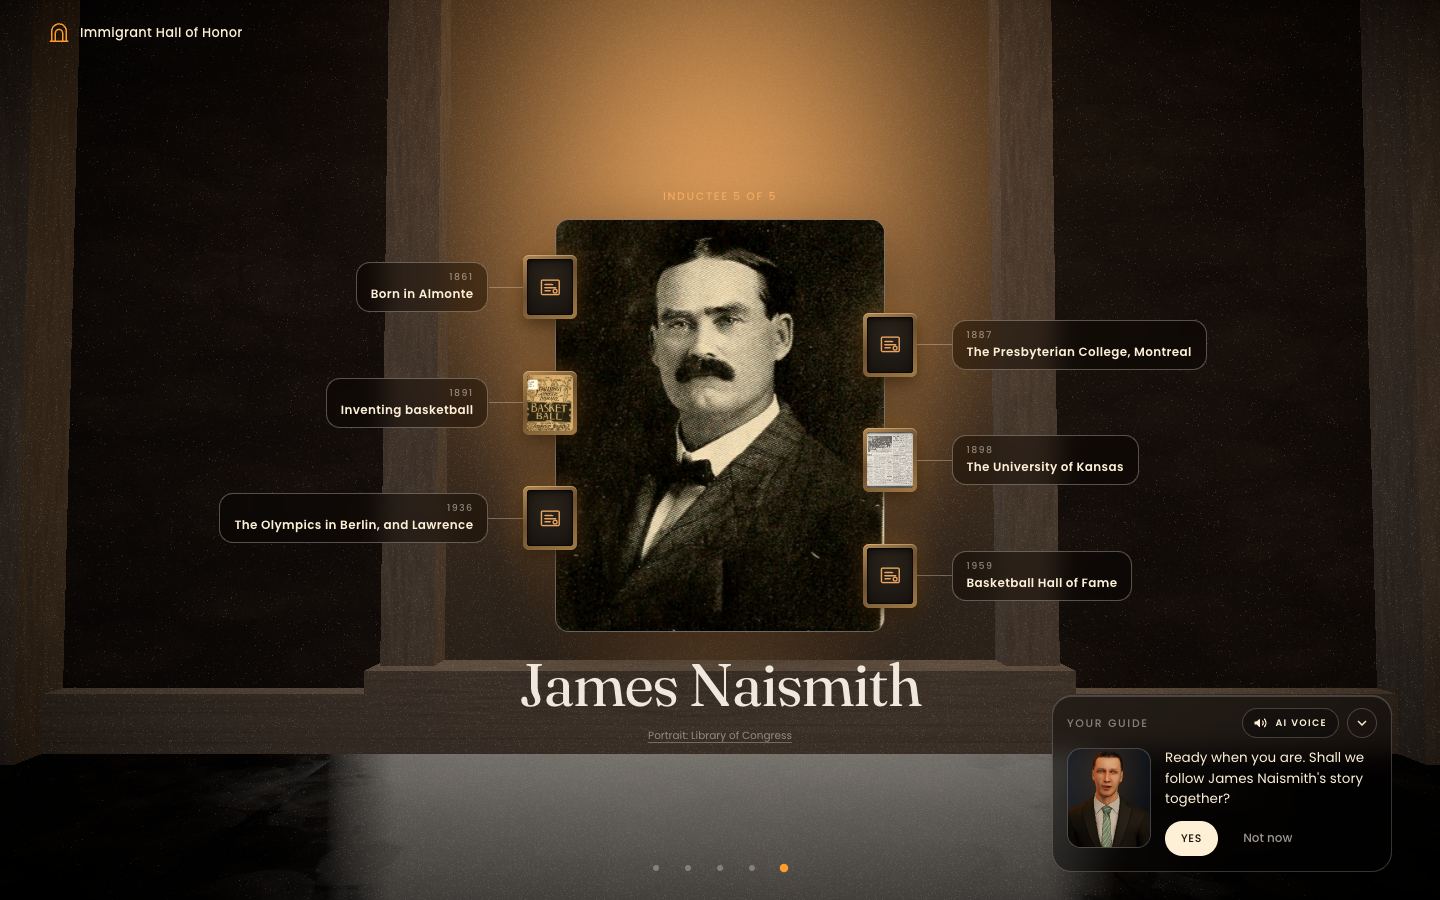 Immigrant Hall of Honor
INDUCTEE 5 OF 5
1861
Born in Almonte
1887
The Presbyterian College, Montreal
1891
Inventing basketball
BASKET
BALL
1898
The University of Kansas
1936
The Olympics in Berlin, and Lawrence
1959
Basketball Hall of Fame
James Naismith
Portrait: Library of Congress
YOUR GUIDE
AI VOICE
Ready when you are. Shall we
follow James Naismith's story
together?
YES
Not now